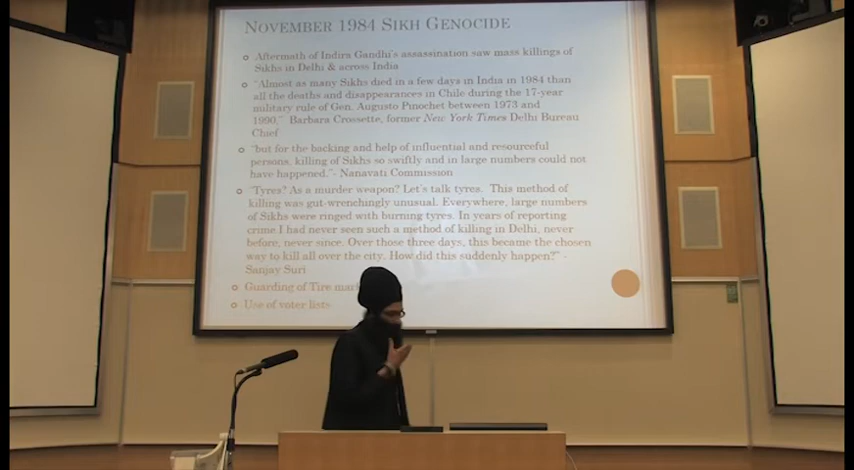 NOVEMBER 1984 SIKH GENOCIDE
Aftermath of Indira Gandhi's assassination saw mass killings of
Sikhs in Delhi & across India
"Almost as many Sikhs died in a few days in India in 1984 than
all the deaths and disappearances in Chile during the 17-year
military rule of Gen. Augusto Pinochet between 1973 and
1990." Barbara Crossette, former New York Times Delhi Bureau
Chief
"but for the backing and help of influential and resourceful
persons, killing of Sikhs so swiftly and in large numbers could not
have happened."- Nanavati Commission
"Tyres? As a murder weapon? Let's talk tyres. This method of
killing was gut-wrenchingly unusual. Everywhere, large numbers
of Sikhs were ringed with burning tyres. In years of reporting
crime I had never seen such a method of killing in Delhi, never
before, never since. Over those three days, this became the chosen
way to kill all over the city. How did this suddenly happen?" -
Sanjay Suri
Guarding of Tire
Use of voter lists